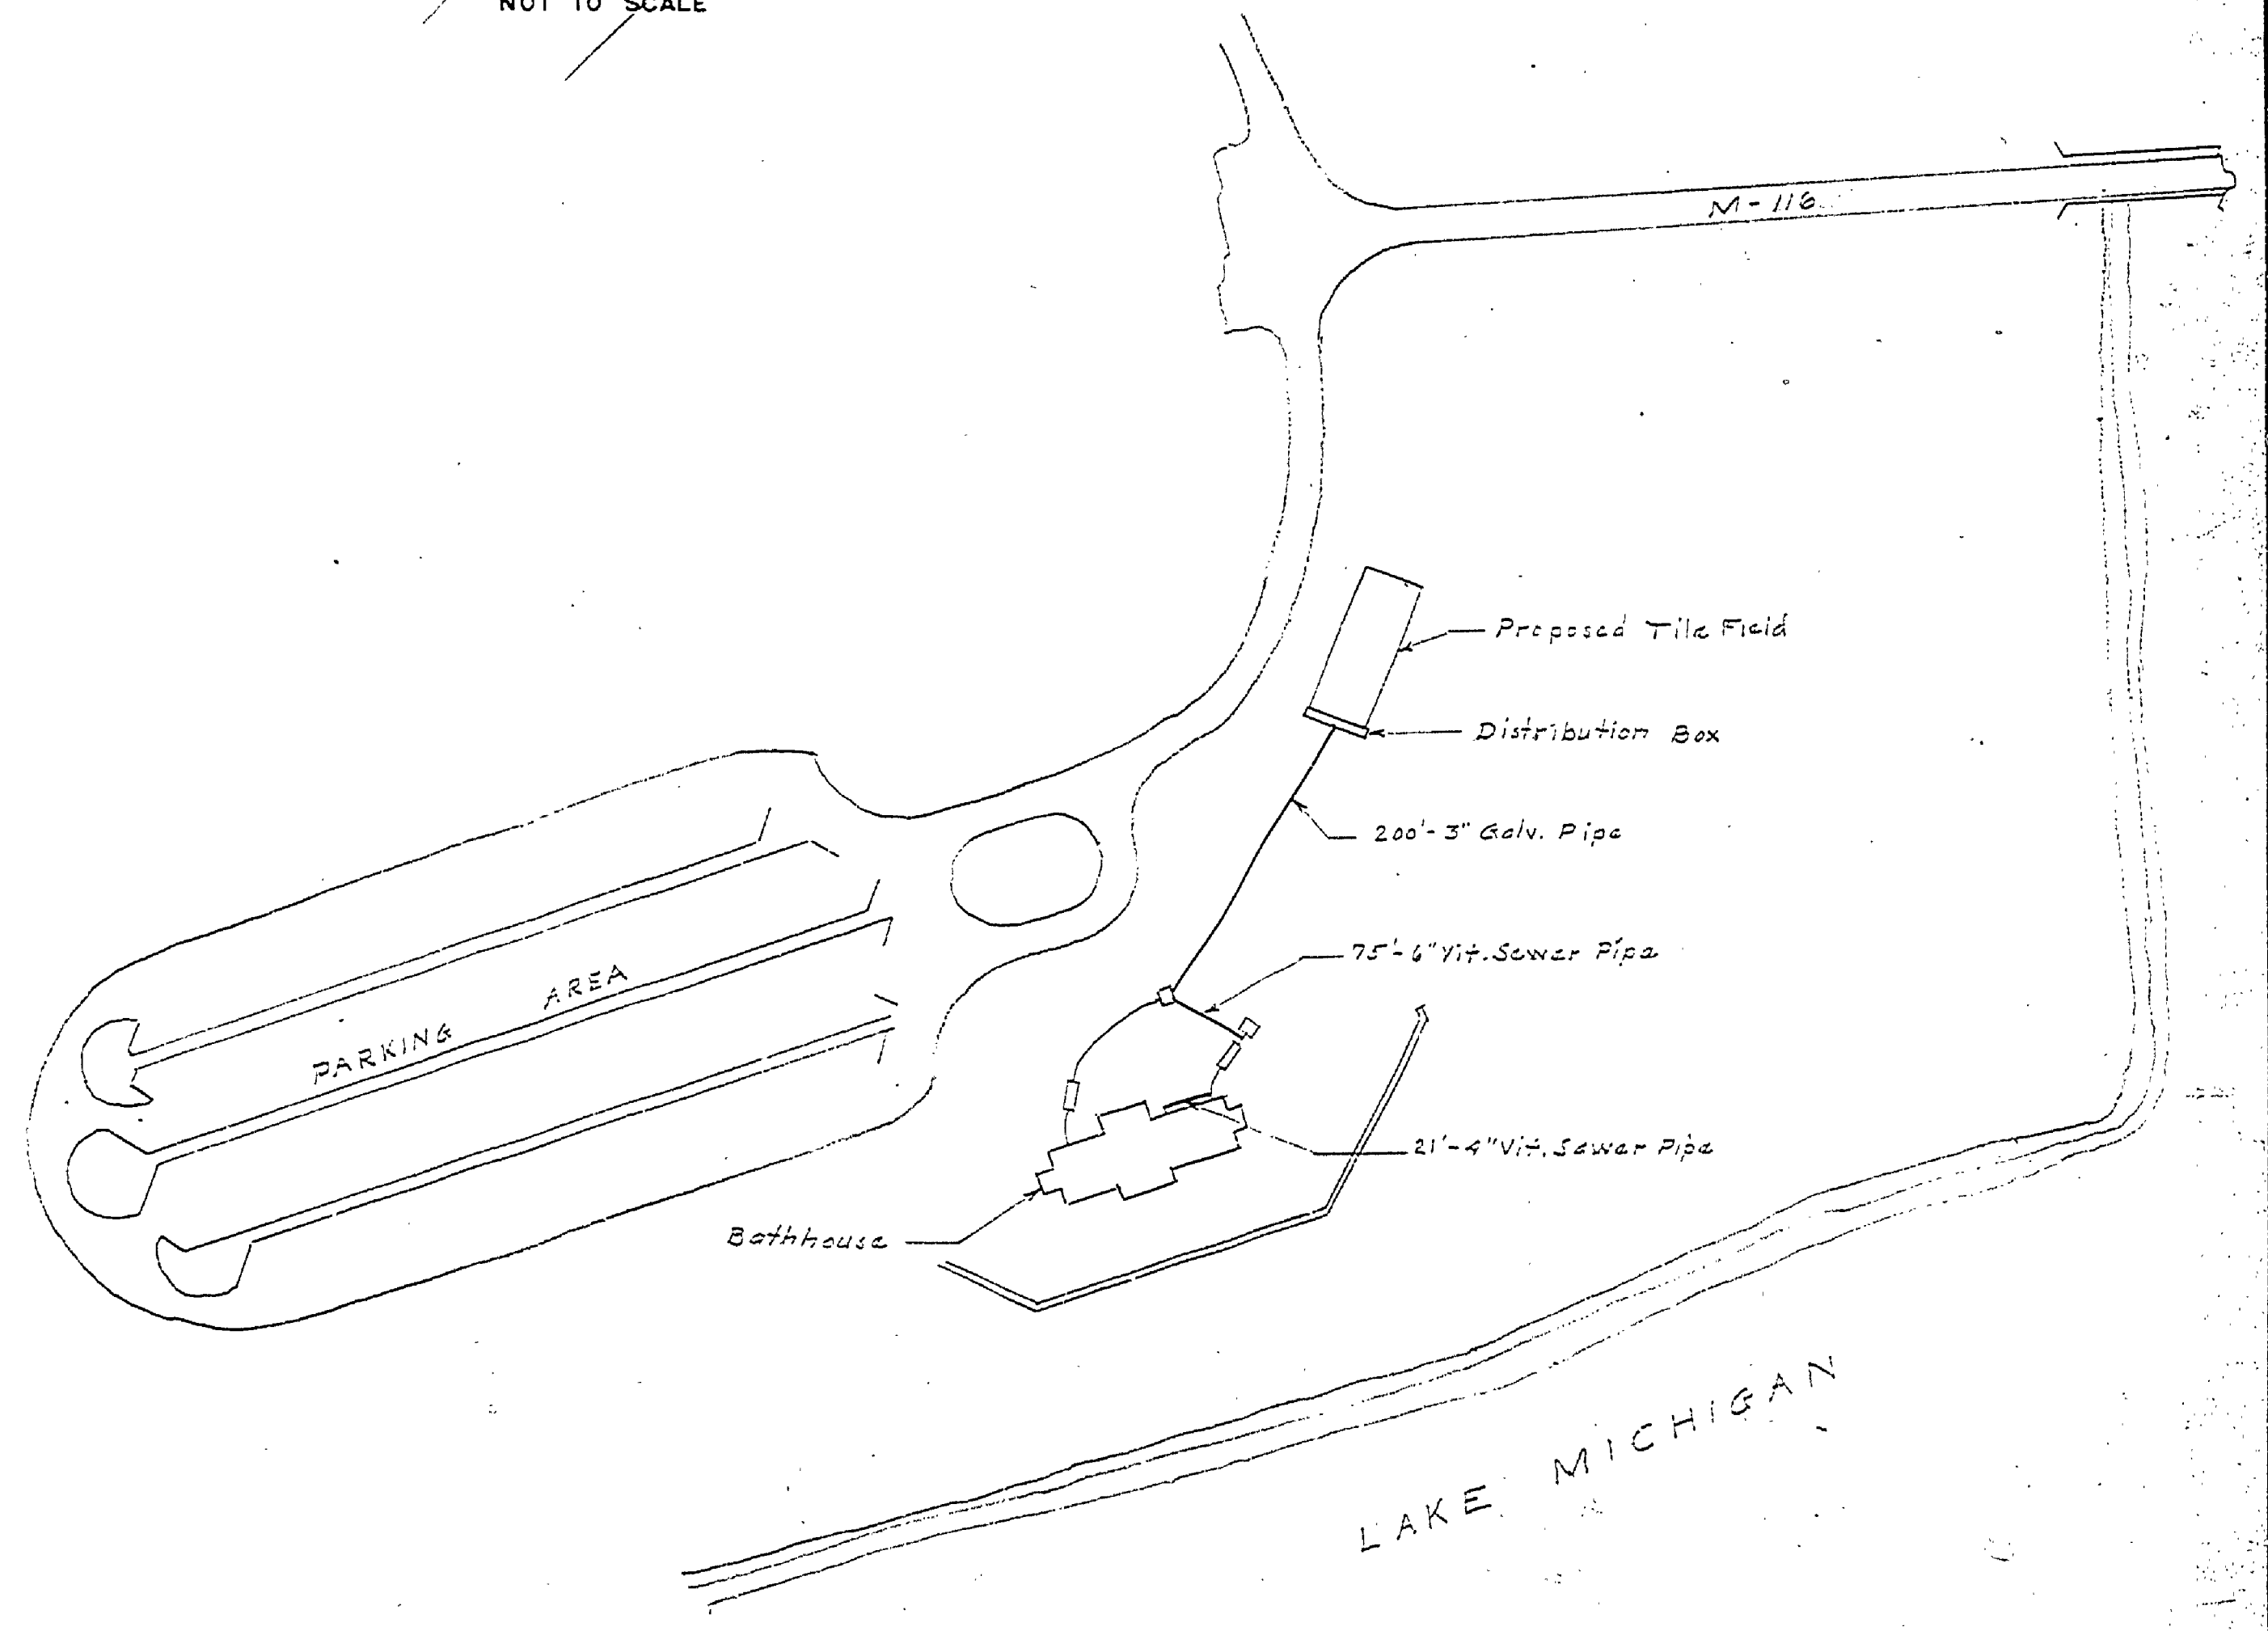 NOT TO SCALE
M-116
Proposed Tile Field
Distribution Box
200'-3" Galv. Pipe
75'-6" Vit. Sewer Pipe
PARKING AREA
21'-4" Vit. Sewer Pipe
Bathhouse
LAKE MICHIGAN